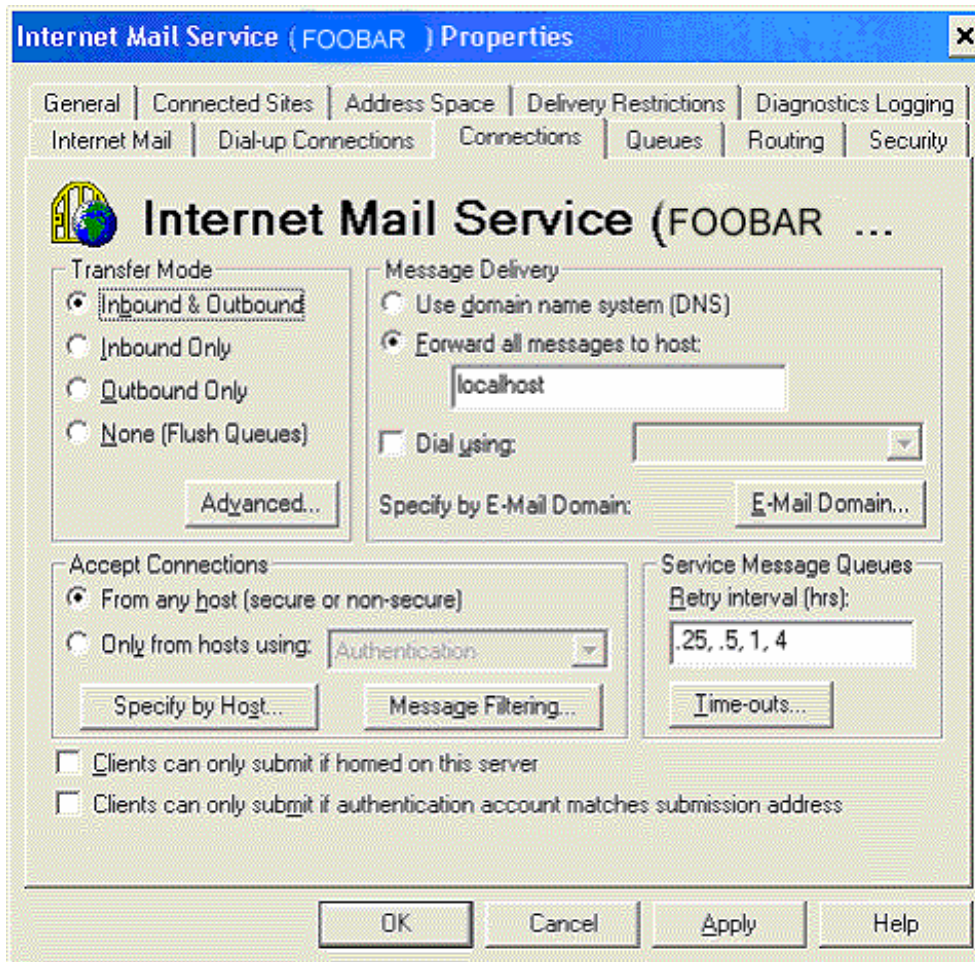 Internet Mail Service (FOOBAR ) Properties
General Connected Sites Address Space Delivery Restrictions Diagnostics Logging
Internet Mail Dial-up Connections Connections Queues Routing Security
Internet Mail Service (FOOBAR ...
Transfer Mode
Inbound & Outbound
Inbound Only
Outbound Only
None (Flush Queues)
Advanced...
Message Delivery
Use domain name system (DNS)
Forward all messages to host:
localhost
Dial using:
Specify by E-Mail Domain: E-Mail Domain...
Accept Connections
From any host (secure or non-secure)
Only from hosts using: Authentication
Specify by Host... Message Filtering...
Service Message Queues
Retry interval (hrs):
.25, .5, 1, 4
Time-outs...
Clients can only submit if homed on this server
Clients can only submit if authentication account matches submission address
OK Cancel Apply Help